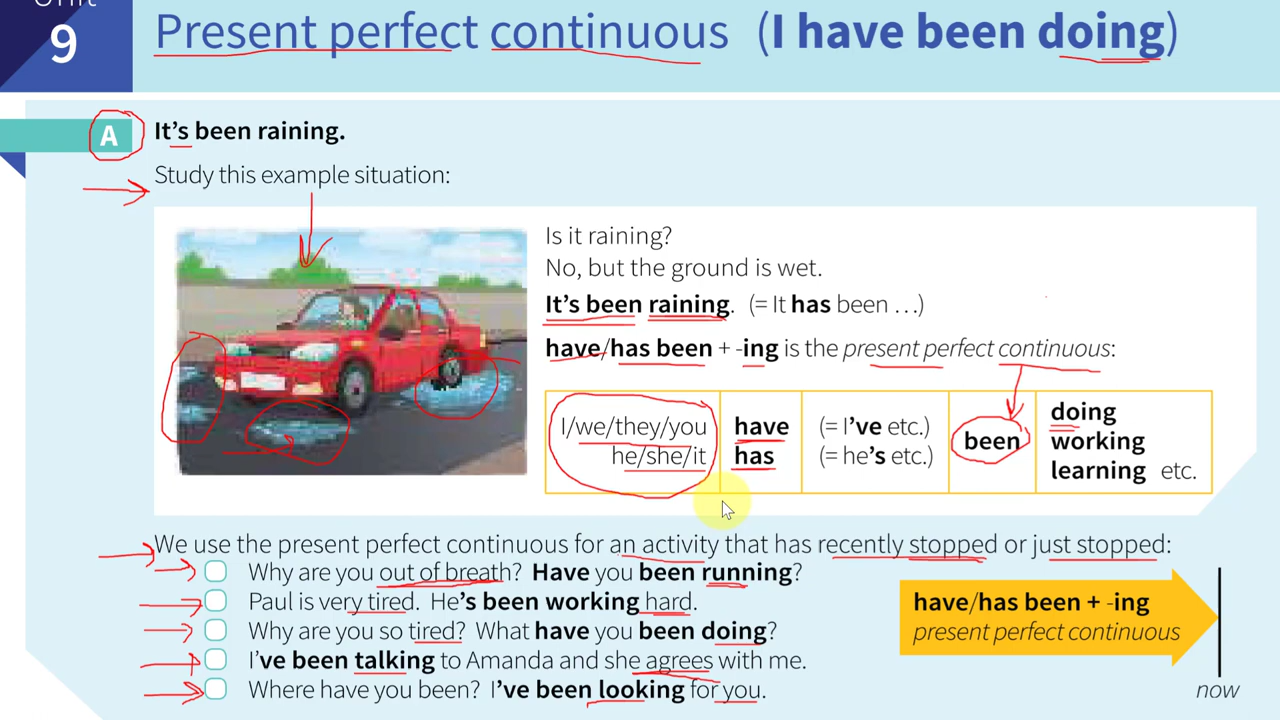 Unit
9
Present perfect continuous (I have been doing)
A
It's been raining.
Study this example situation:
Is it raining?
No, but the ground is wet.
It's been raining. (= It has been …)
have/has been + -ing is the present perfect continuous:
I/we/they/you have (= I've etc.) been doing
he/she/it has (= he's etc.) working
learning etc.
We use the present perfect continuous for an activity that has recently stopped or just stopped:
Why are you out of breath? Have you been running?
Paul is very tired. He's been working hard.
Why are you so tired? What have you been doing?
I've been talking to Amanda and she agrees with me.
Where have you been? I've been looking for you.
have/has been + -ing
present perfect continuous
now